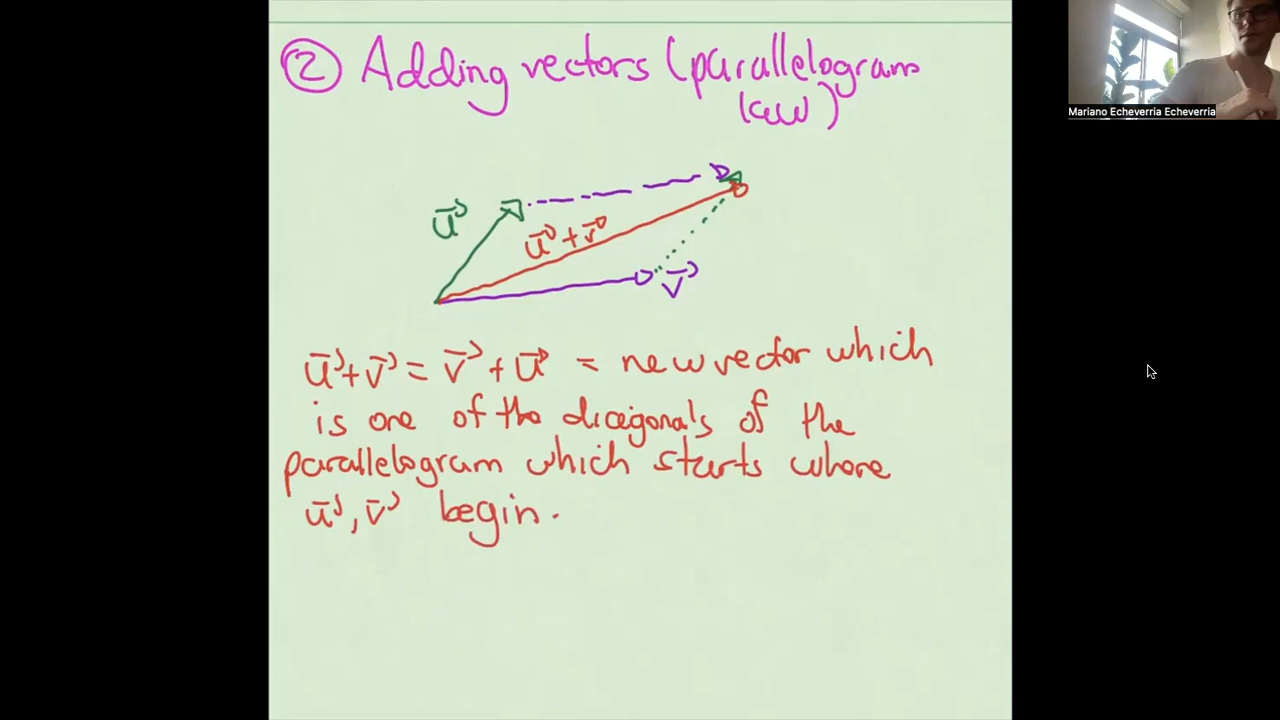 ② Adding vectors (parallelogram
law)
Mariano Echeverria Echeverria
u⃗
u⃗+v⃗
v⃗
u⃗+v⃗ = v⃗+u⃗ = new vector which
is one of the diagonals of the
parallelogram which starts where
u⃗, v⃗ begin.